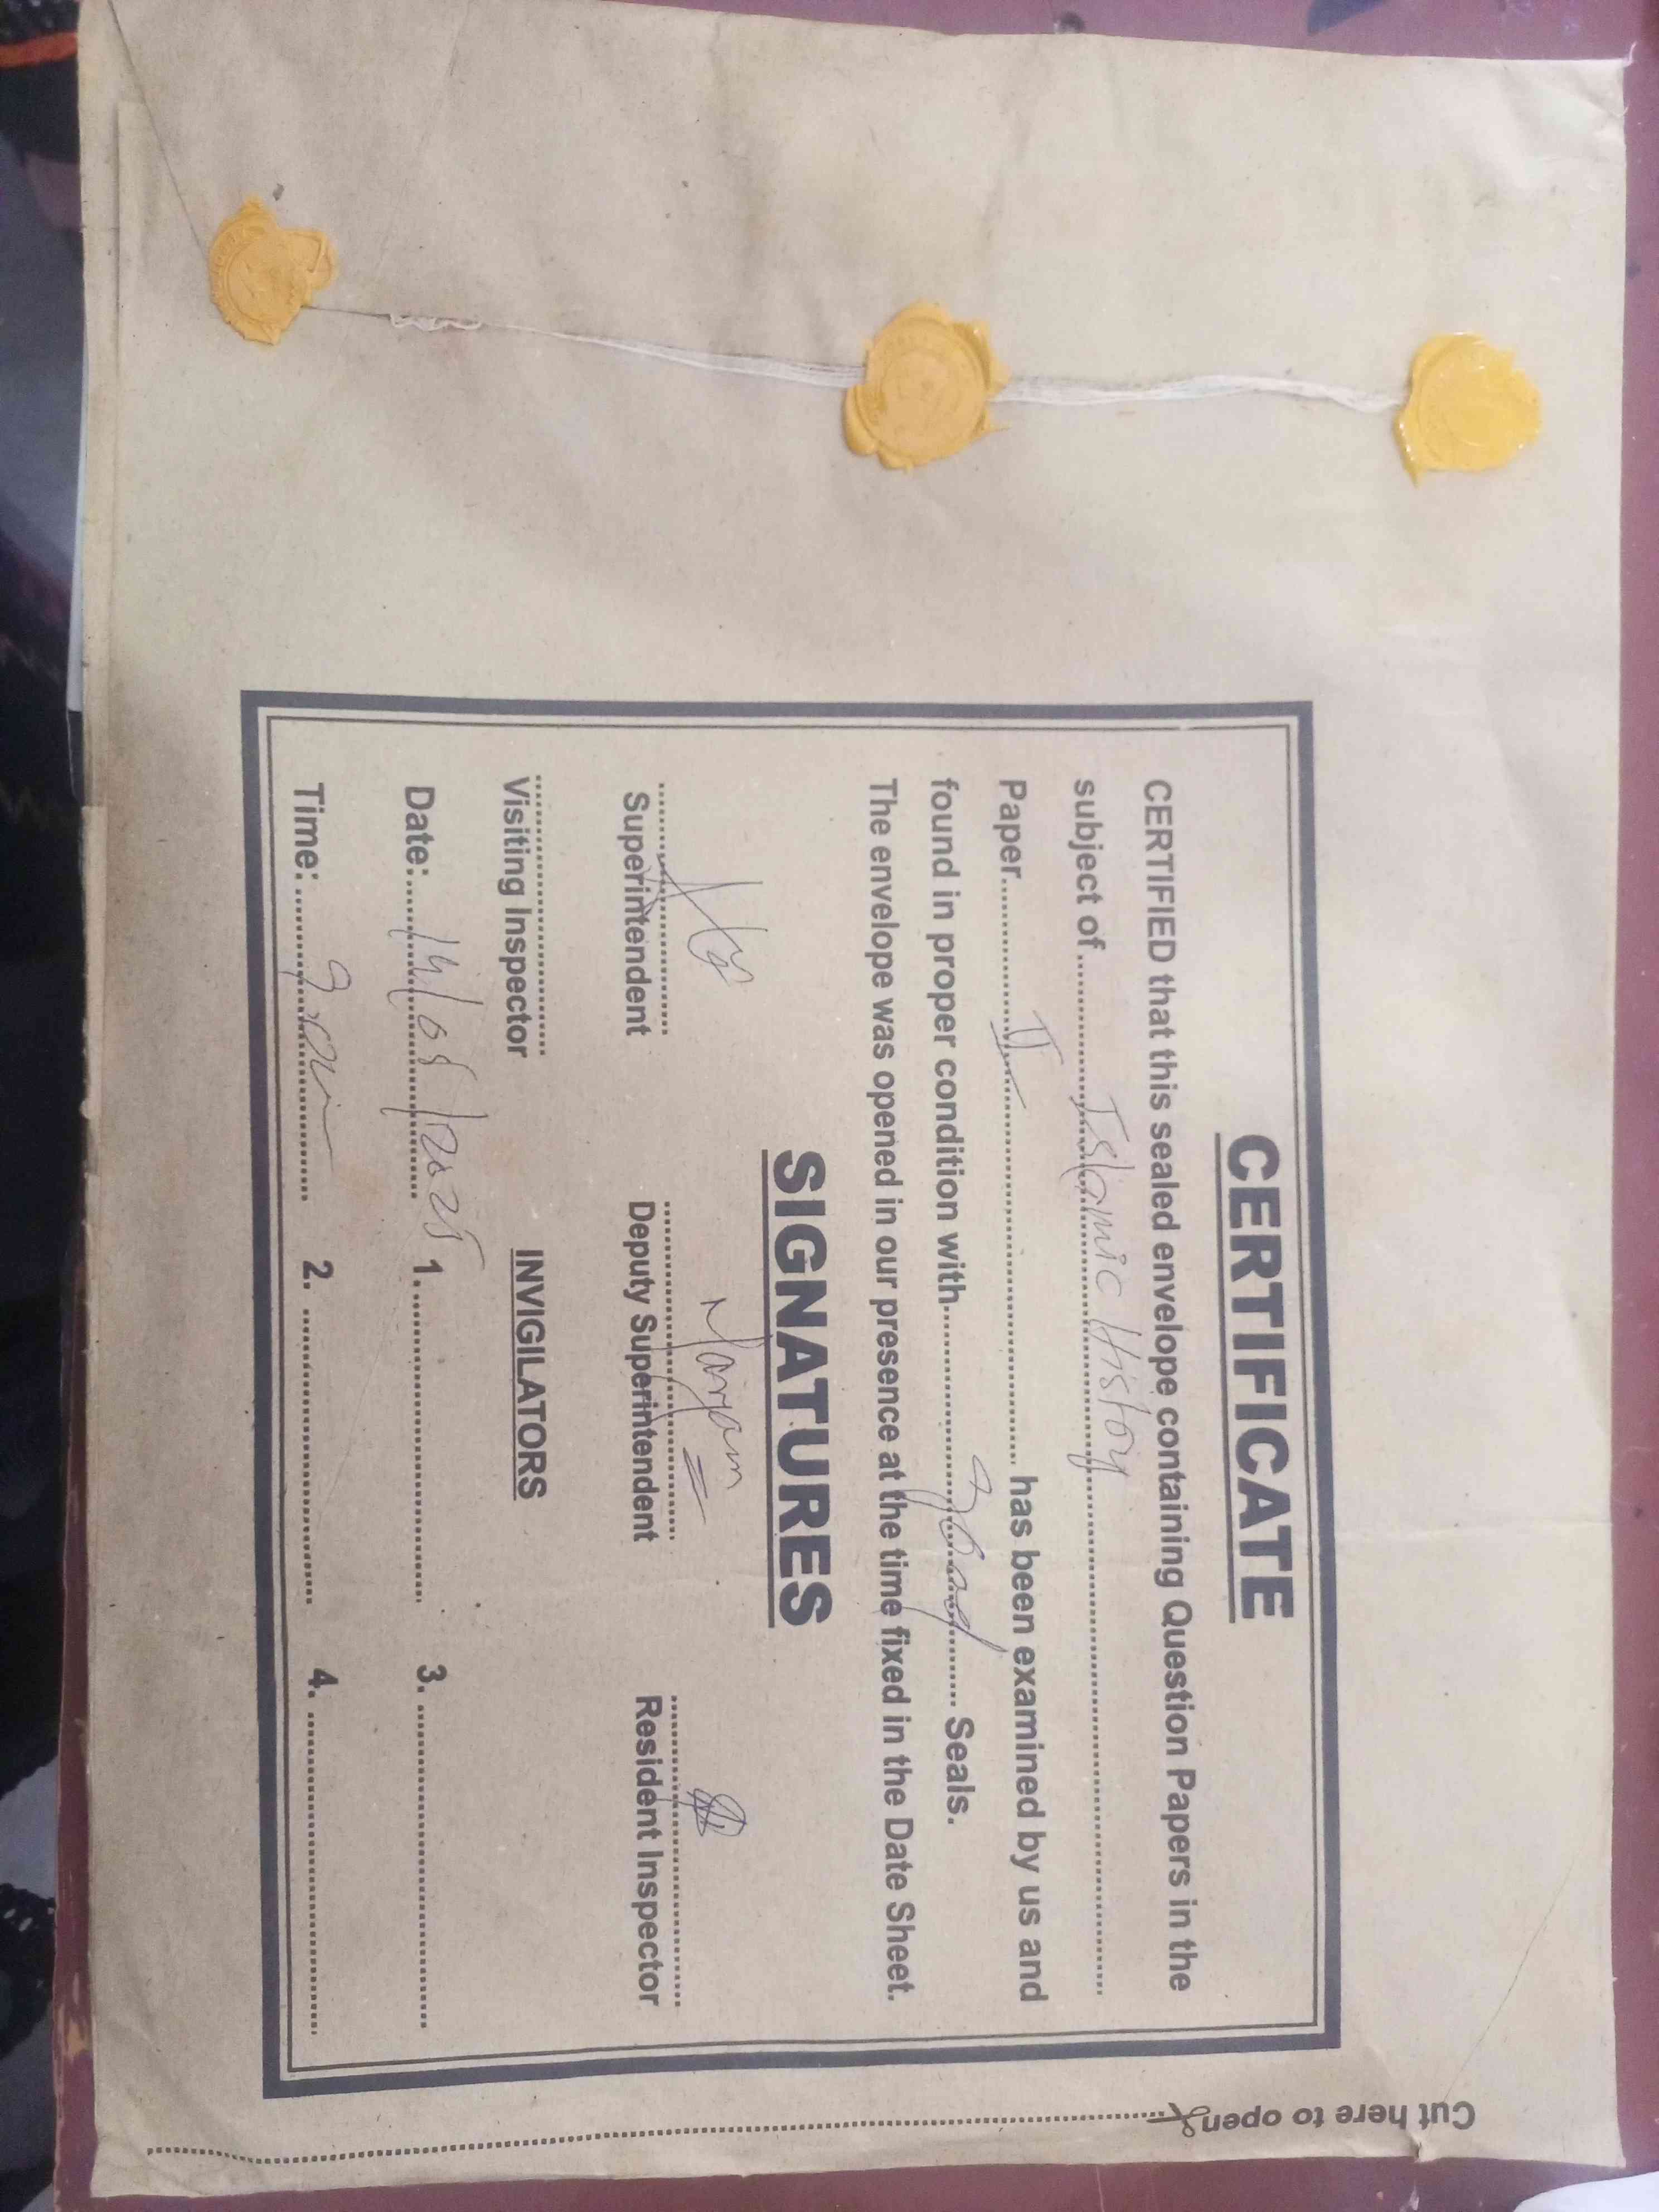 CERTIFICATE
CERTIFIED that this sealed envelope containing Question Papers in the
subject of.......... Islamic History ..........
Paper.......... II .......... has been examined by us and
found in proper condition with.......... Good .......... Seals.
The envelope was opened in our presence at the time fixed in the Date Sheet.
SIGNATURES
Maryam
Superintendent Deputy Superintendent Resident Inspector
Visiting Inspector INVIGILATORS
Date:.......... 14/05/2025 1. .......... 3. ..........
Time:.......... 2. .......... 4. ..........
Cut here to open